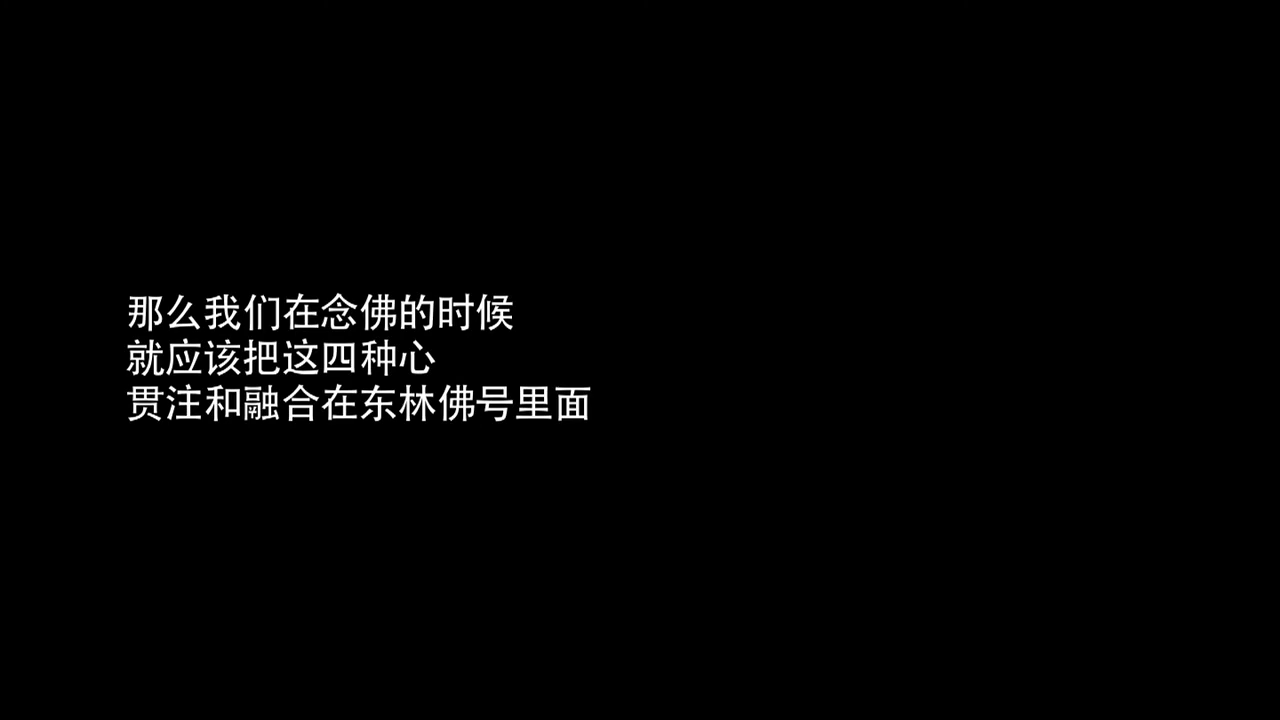 那么我们在念佛的时候
就应该把这四种心
贯注和融合在东林佛号里面